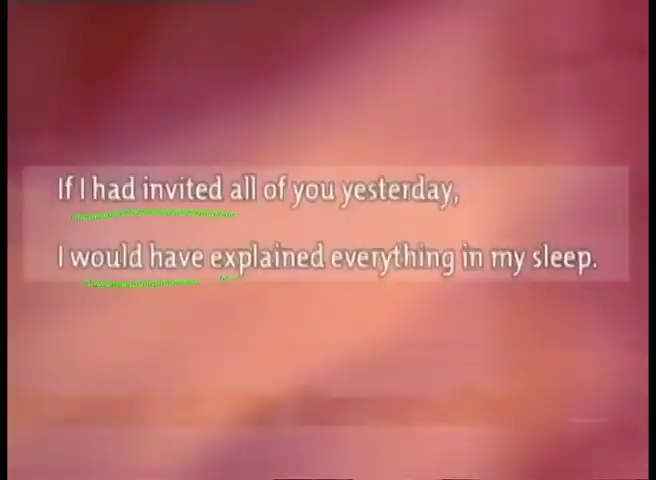 If I had invited all of you yesterday,
I would have explained everything in my sleep.